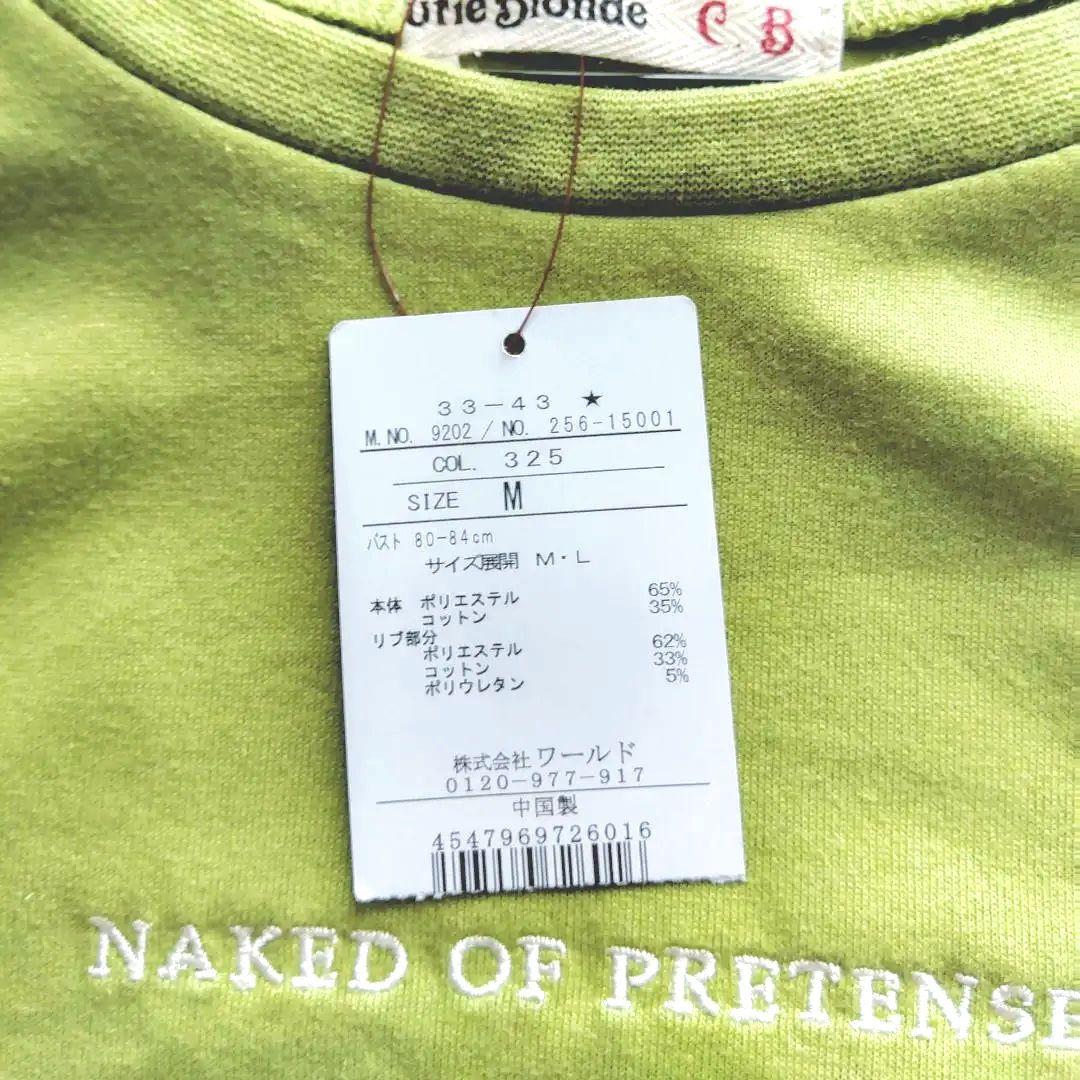 utie Blonde C. B
33-43 ★
M.NO. 9202 / NO. 256-15001
COL. 325
SIZE M
バスト 80-84cm
サイズ展開 M・L
本体 ポリエステル 65%
コットン 35%
リブ部分
ポリエステル 62%
コットン 33%
ポリウレタン 5%
株式会社ワールド
0120-977-917
中国製
4547969726016
NAKED OF PRETENSE